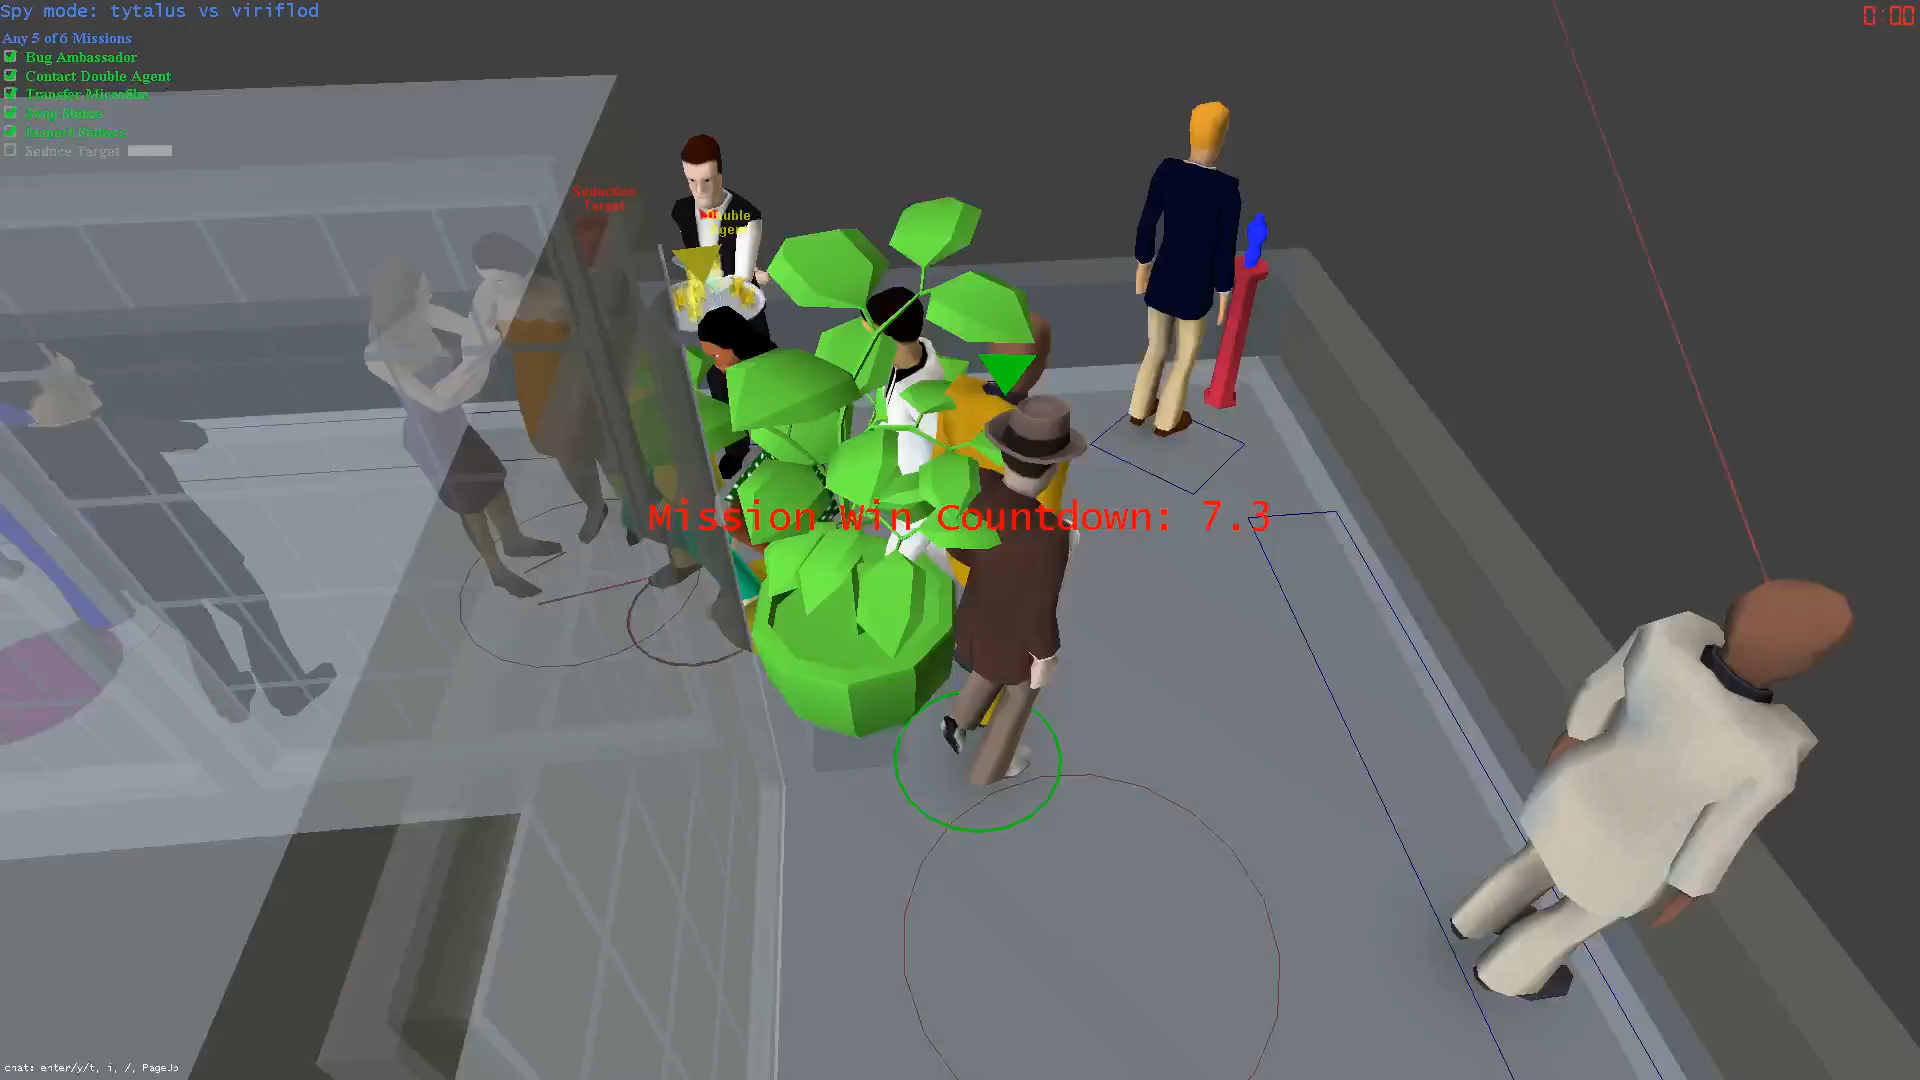 Spy mode: tytalus vs viriflod
0:00
Any 5 of 6 Missions
Bug Ambassador
Contact Double Agent
Transfer Microfilm
Swap Statue
Inspect Statues
Seduce Target
Seduction
Target
Double
Agent
Mission Win Countdown: 7.3
chat: enter/y/t, i, /, PageUp